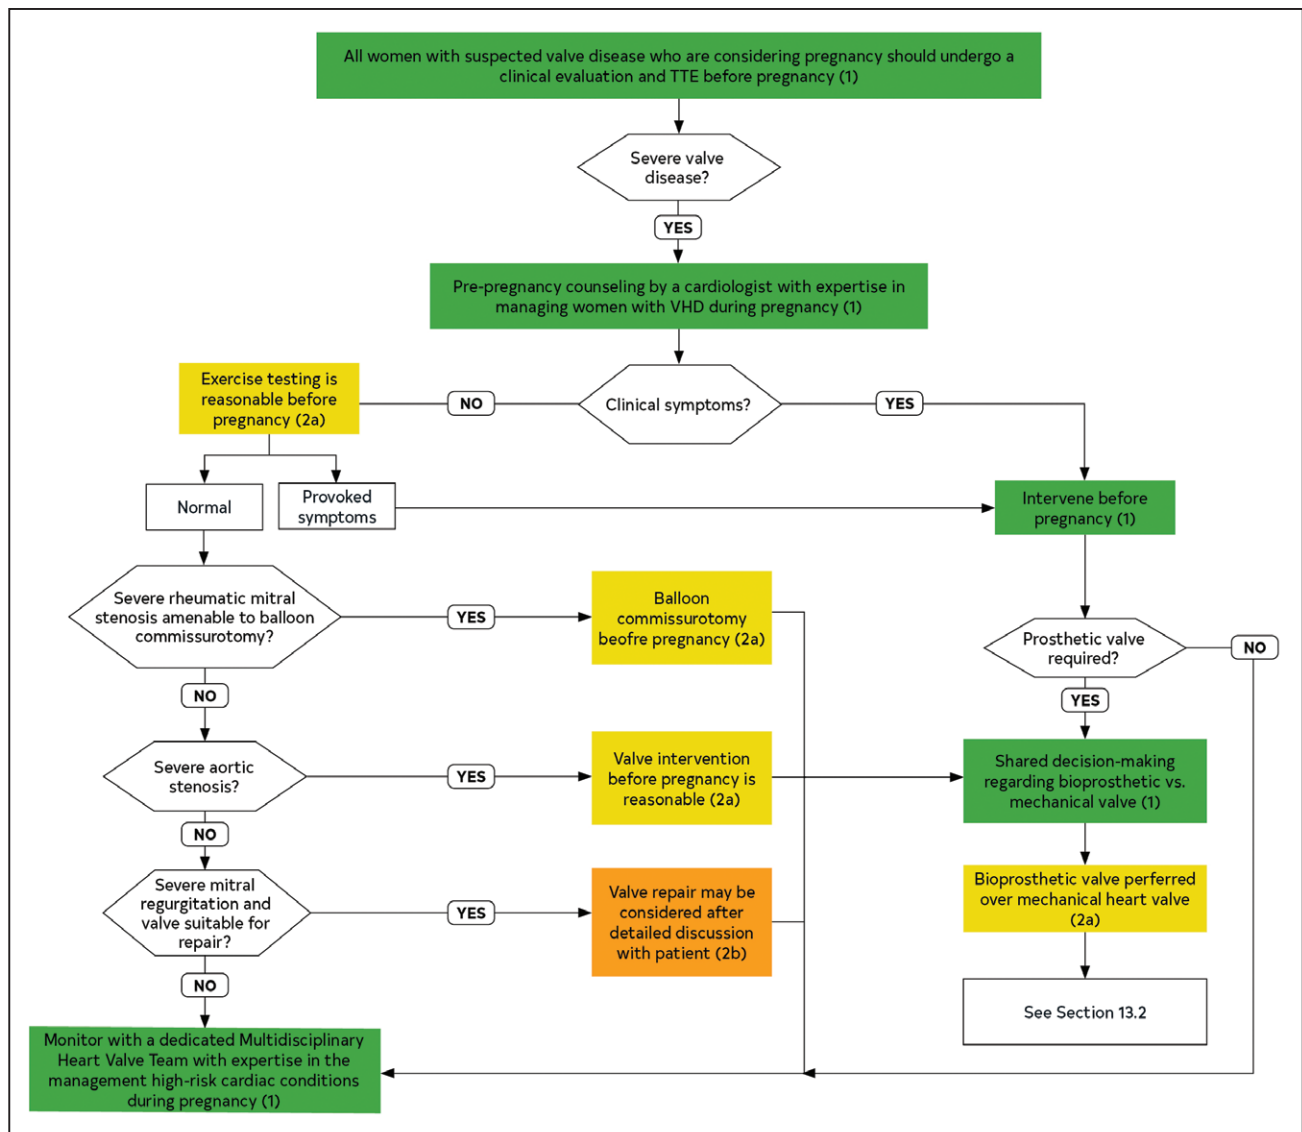 All women with suspected valve disease who are considering pregnancy should undergo a
clinical evaluation and TTE before pregnancy (1)
Severe valve
disease?
YES
Pre-pregnancy counseling by a cardiologist with expertise in
managing women with VHD during pregnancy (1)
Exercise testing is
reasonable before
pregnancy (2a)
NO
Clinical symptoms?
YES
Normal
Provoked
symptoms
Intervene before
pregnancy (1)
Severe rheumatic mitral
stenosis amenable to balloon
commissurotomy?
YES
Balloon
commissurotomy
beofre pregnancy (2a)
Prosthetic valve
required?
NO
NO
YES
Severe aortic
stenosis?
YES
Valve intervention
before pregnancy is
reasonable (2a)
Shared decision-making
regarding bioprosthetic vs.
mechanical valve (1)
NO
Severe mitral
regurgitation and
valve suitable for
repair?
YES
Valve repair may be
considered after
detailed discussion
with patient (2b)
Bioprosthetic valve perferred
over mechanical heart valve
(2a)
NO
See Section 13.2
Monitor with a dedicated Multidisciplinary
Heart Valve Team with expertise in the
management high-risk cardiac conditions
during pregnancy (1)